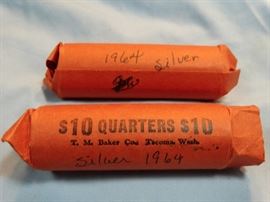 1964 silver
$10 QUARTERS $10
T. M. Baker Co. Tacoma, Wash.
silver 1964